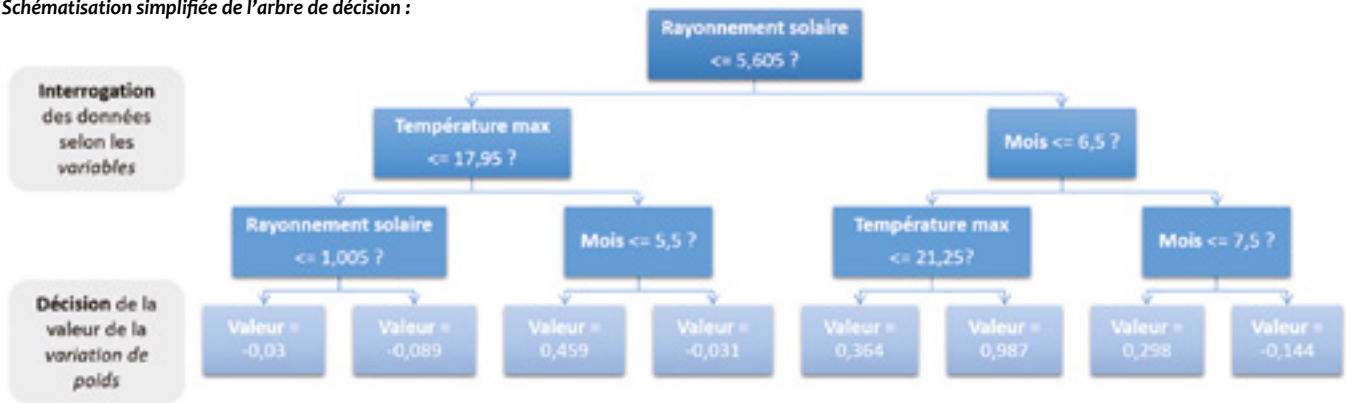 Schématisation simplifiée de l'arbre de décision :
Rayonnement solaire
<= 5,605 ?
Interrogation
des données
selon les
variables
Température max
<= 17,95 ?
Mois <= 6,5 ?
Rayonnement solaire
<= 1,005 ?
Mois <= 5,5 ?
Température max
<= 21,25?
Mois <= 7,5 ?
Décision de la
valeur de la
variation de
poids
Valeur =
-0,03
Valeur =
-0,089
Valeur =
0,459
Valeur =
-0,031
Valeur =
0,364
Valeur =
0,987
Valeur =
0,298
Valeur =
-0,144